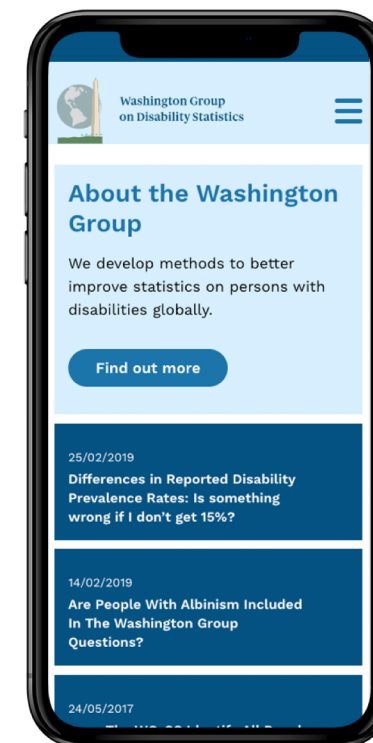 Washington Group
on Disability Statistics
About the Washington
Group
We develop methods to better
improve statistics on persons with
disabilities globally.
Find out more
25/02/2019
Differences in Reported Disability
Prevalence Rates: Is something
wrong if I don't get 15%?
14/02/2019
Are People With Albinism Included
In The Washington Group
Questions?
24/05/2017